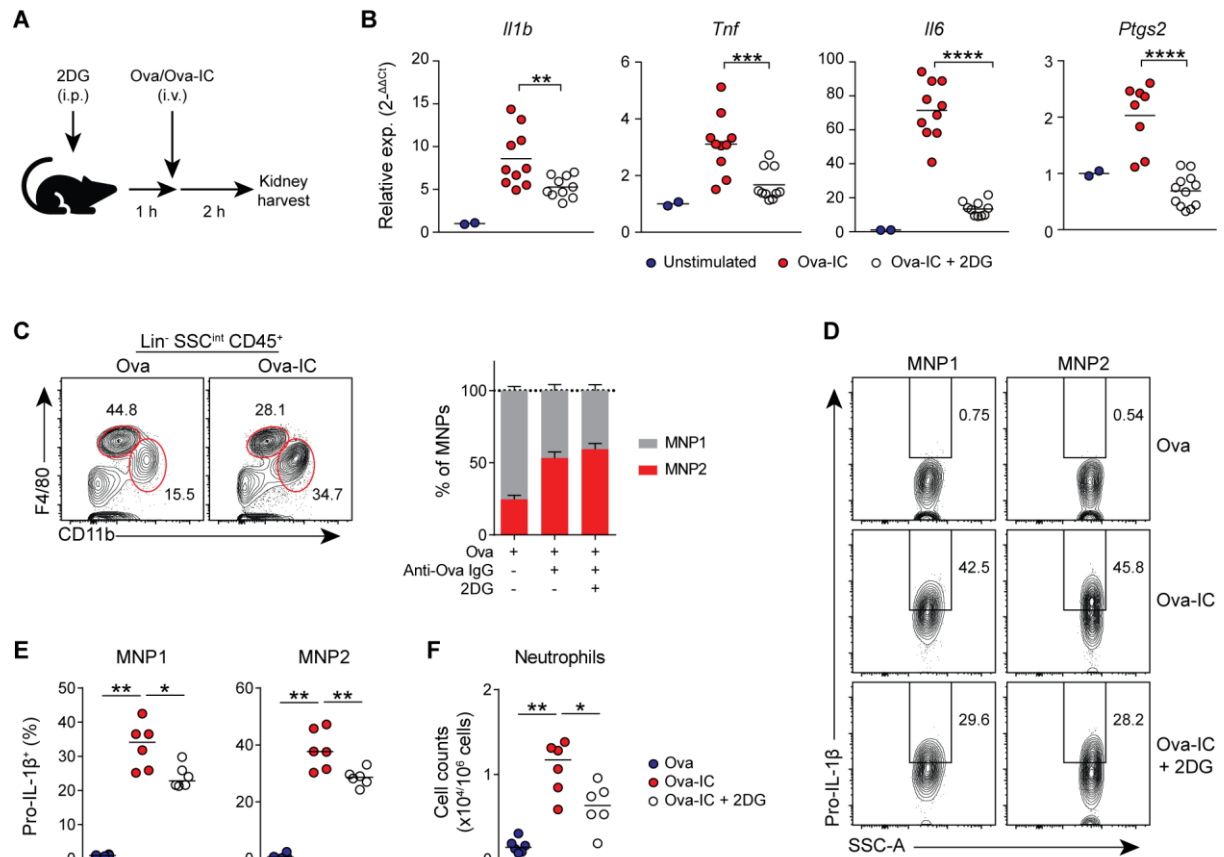 A
2DG
(i.p.)
Ova/Ova-IC
(i.v.)
1 h
2 h
Kidney
harvest
B
Relative exp. (2-ΔΔCt)
Il1b
20
15
10
5
0
**
Tnf
6
4
2
0
***
Il6
100
80
60
40
20
0
****
Ptgs2
3
2
1
0
****
Unstimulated
Ova-IC
Ova-IC + 2DG
C
Lin- SSCint CD45+
Ova
Ova-IC
44.8
15.5
28.1
34.7
F4/80
CD11b
% of MNPs
100
50
0
MNP1
MNP2
Ova + + +
Anti-Ova IgG - + +
2DG - - +
D
MNP1
MNP2
0.75
0.54
Ova
42.5
45.8
Ova-IC
29.6
28.2
Ova-IC
+ 2DG
Pro-IL-1β
SSC-A
E
Pro-IL-1β+ (%)
MNP1
50
40
30
20
10
0
**
*
MNP2
60
40
20
0
**
**
F
Neutrophils
Cell counts
(x104/106 cells)
2
1
0
**
*
Ova
Ova-IC
Ova-IC + 2DG